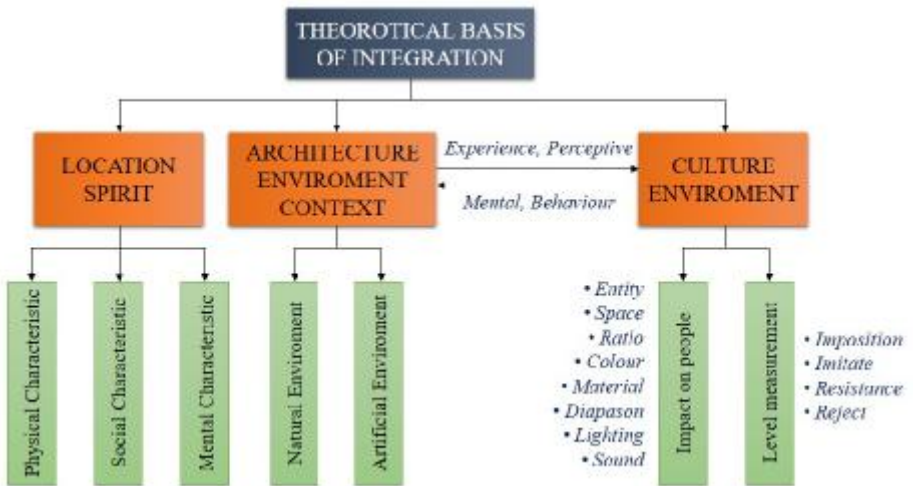 THEOROTICAL BASIS
OF INTEGRATION
LOCATION
SPIRIT
ARCHITECTURE
ENVIROMENT
CONTEXT
Experience, Perceptive
Mental, Behaviour
CULTURE
ENVIROMENT
Physical Characteristic
Social Characteristic
Mental Characteristic
Natural Enviroment
Artificial Enviroment
• Entity
• Space
• Ratio
• Colour
• Material
• Diapason
• Lighting
• Sound
Impact on people
Level measurement
• Imposition
• Imitate
• Resistance
• Reject